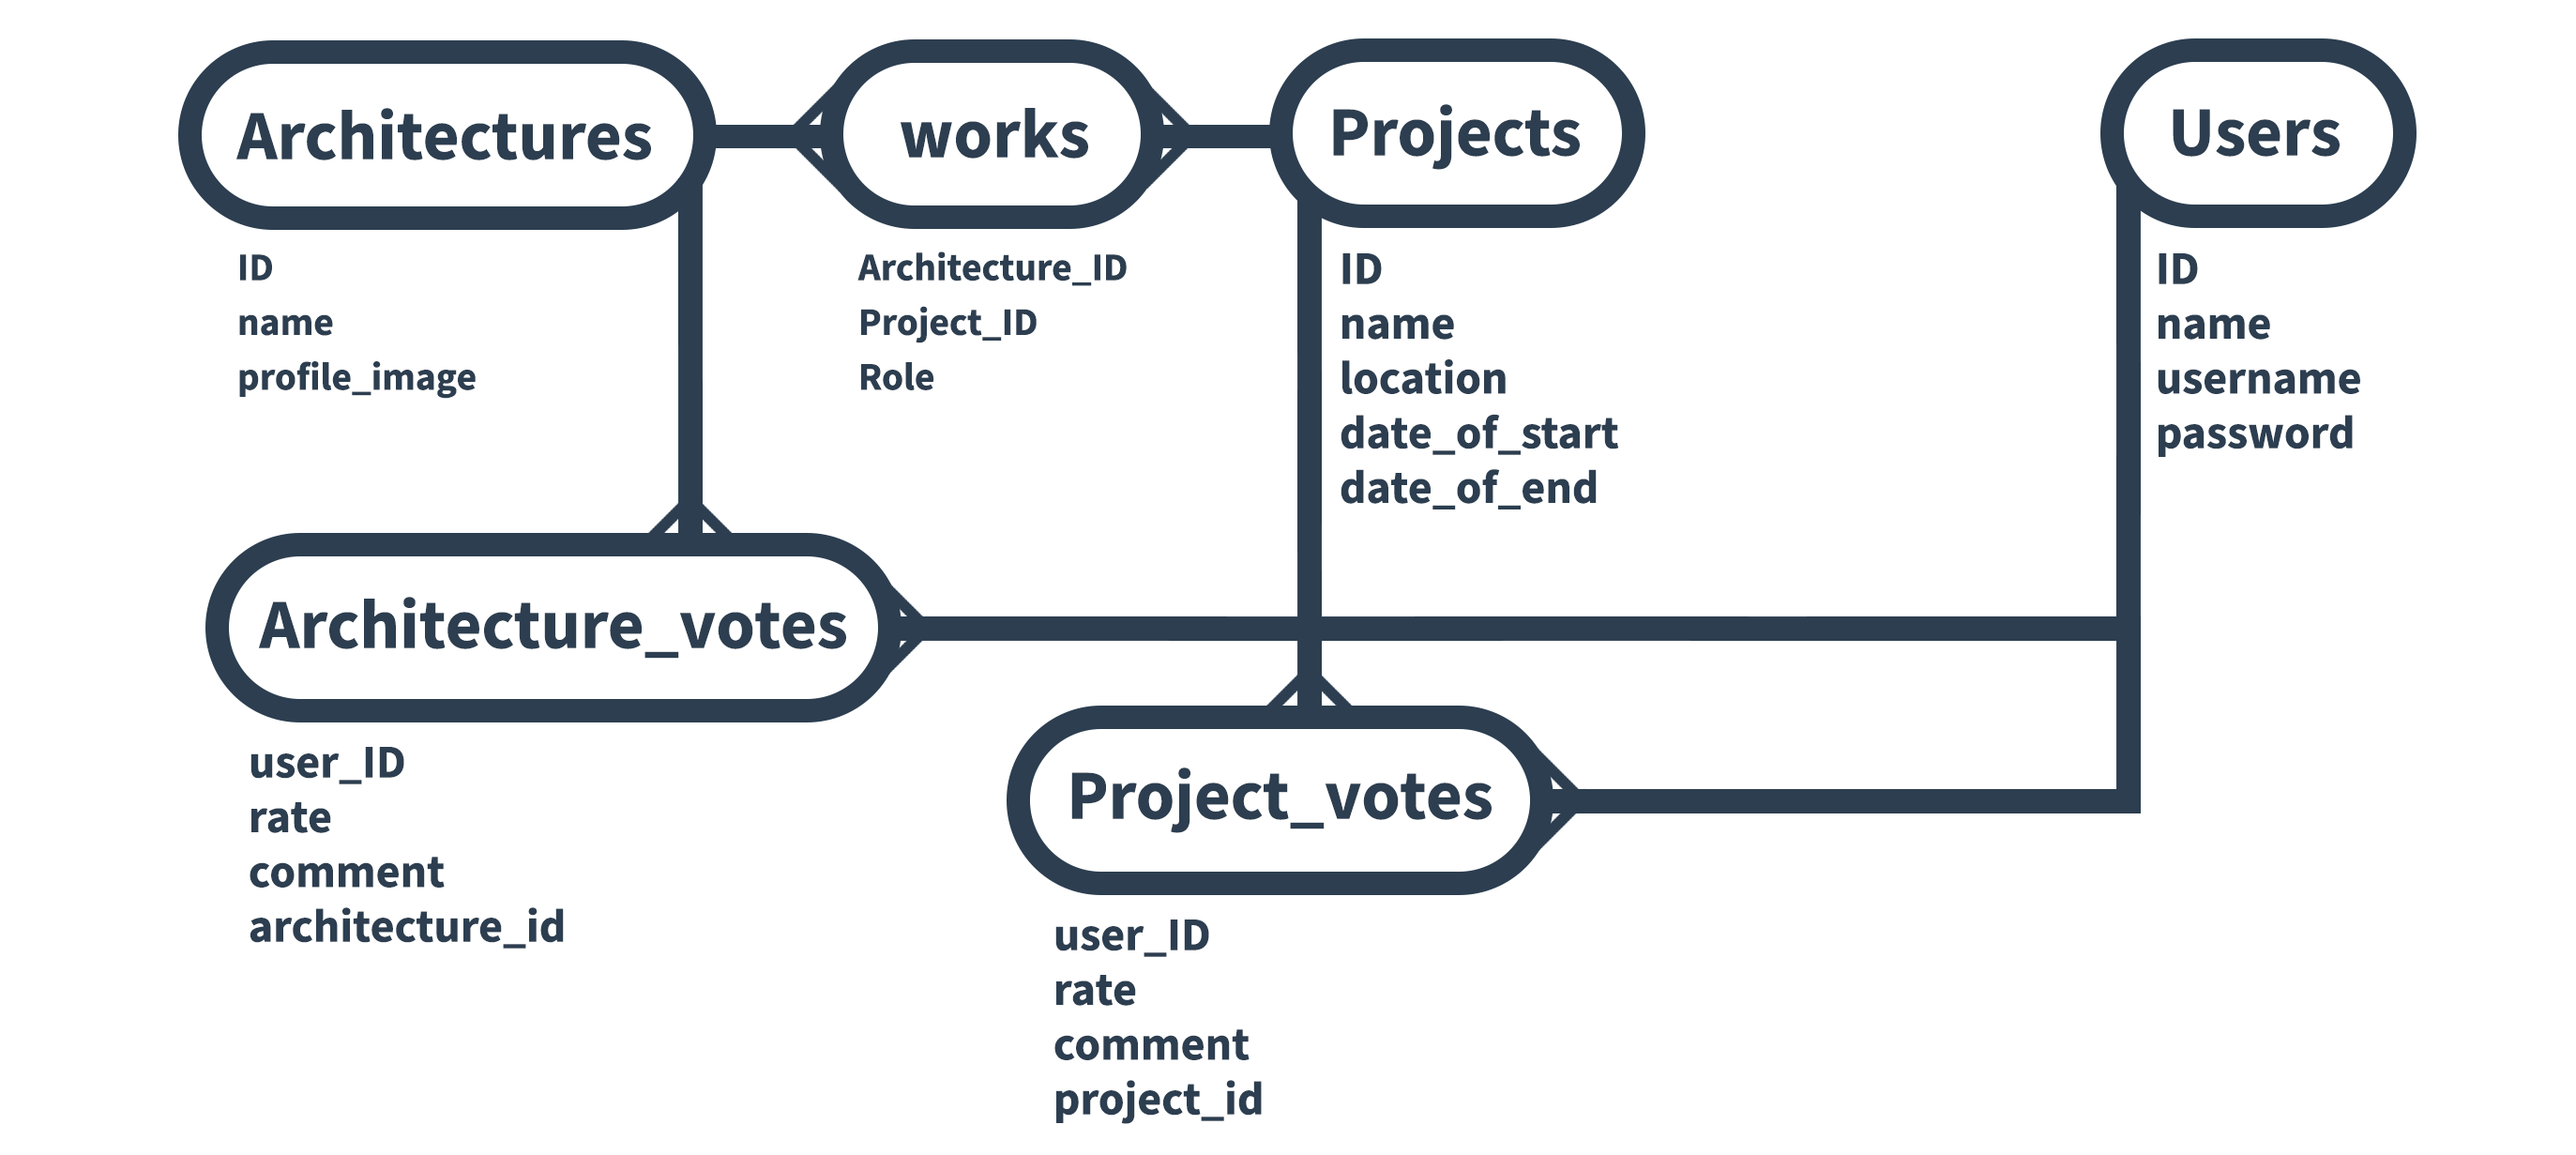 Architectures
works
Projects
Users
ID
name
profile_image
Architecture_ID
Project_ID
Role
ID
name
location
date_of_start
date_of_end
ID
name
username
password
Architecture_votes
user_ID
rate
comment
architecture_id
Project_votes
user_ID
rate
comment
project_id